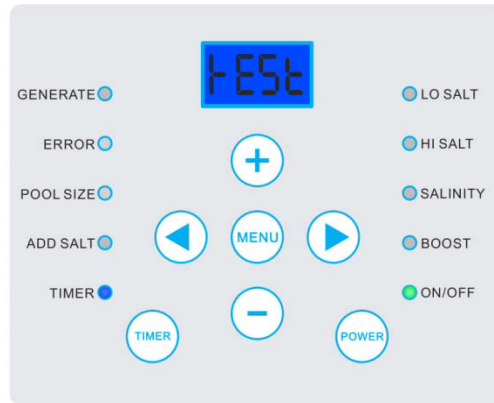 tESt
GENERATE
LO SALT
ERROR
+
HI SALT
POOL SIZE
SALINITY
ADD SALT
MENU
BOOST
TIMER
−
ON/OFF
TIMER
POWER